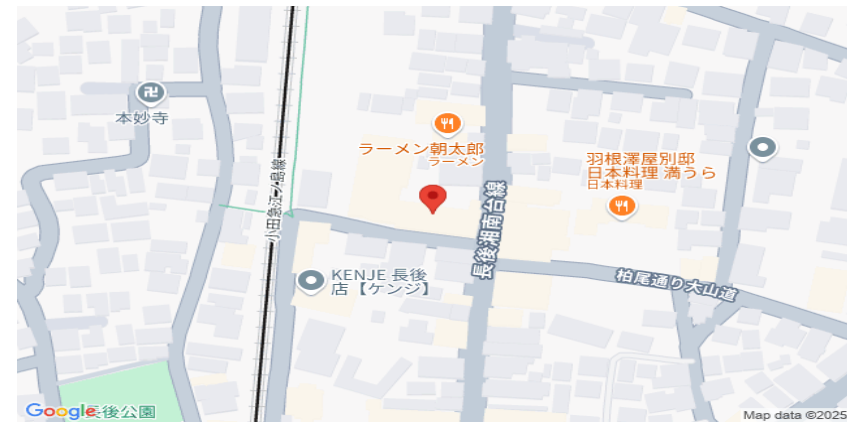 卍
本妙寺
小田急江ノ島線
ラーメン朝太郎
ラーメン
長後湘南台線
羽根澤屋別邸
日本料理 満うら
日本料理
KENJE 長後
店【ケンジ】
柏尾通り大山道
Google
長後公園
Map data ©2025